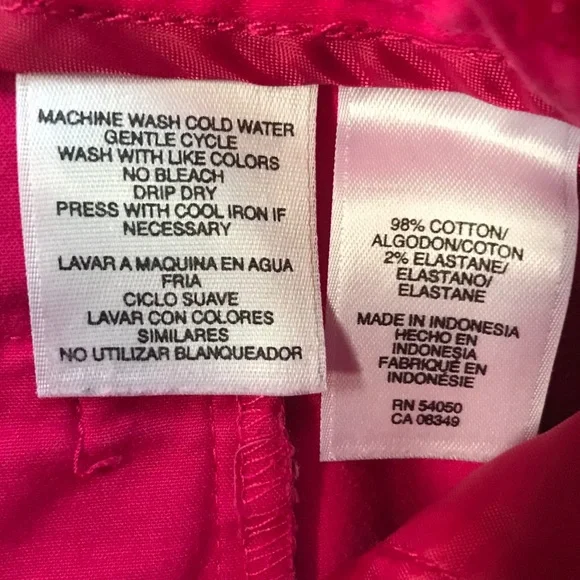 MACHINE WASH COLD WATER
GENTLE CYCLE
WASH WITH LIKE COLORS
NO BLEACH
DRIP DRY
PRESS WITH COOL IRON IF
NECESSARY
LAVAR A MAQUINA EN AGUA
FRIA
CICLO SUAVE
LAVAR CON COLORES
SIMILARES
NO UTILIZAR BLANQUEADOR
98% COTTON/
ALGODON/COTON
2% ELASTANE/
ELASTANO/
ELASTANE
MADE IN INDONESIA
HECHO EN
INDONESIA
FABRIQUÉ EN
INDONÉSIE
RN 54050
CA 08349